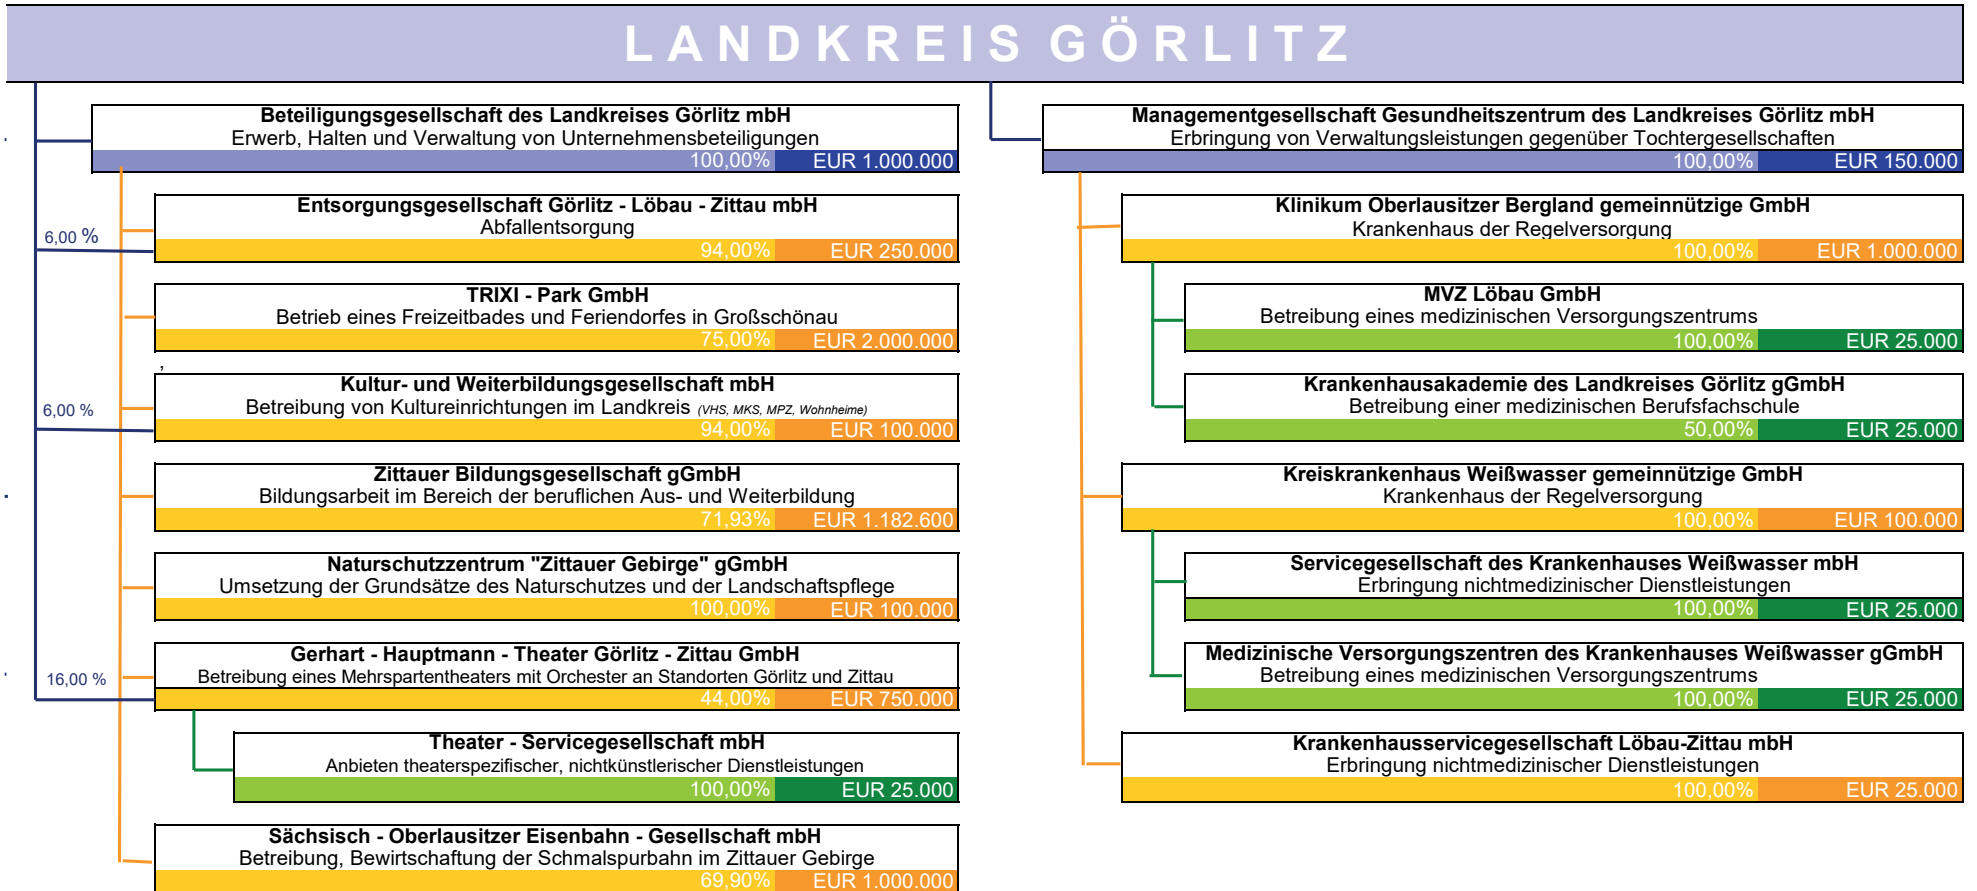 LANDKREIS GÖRLITZ
Beteiligungsgesellschaft des Landkreises Görlitz mbH
Erwerb, Halten und Verwaltung von Unternehmensbeteiligungen
100,00% EUR 1.000.000
Entsorgungsgesellschaft Görlitz - Löbau - Zittau mbH
Abfallentsorgung
6,00 %
94,00% EUR 250.000
TRIXI - Park GmbH
Betrieb eines Freizeitbades und Feriendorfes in Großschönau
75,00% EUR 2.000.000
,
Kultur- und Weiterbildungsgesellschaft mbH
Betreibung von Kultureinrichtungen im Landkreis (VHS, MKS, MPZ, Wohnheime)
6,00 %
94,00% EUR 100.000
Zittauer Bildungsgesellschaft gGmbH
Bildungsarbeit im Bereich der beruflichen Aus- und Weiterbildung
71,93% EUR 1.182.600
Naturschutzzentrum "Zittauer Gebirge" gGmbH
Umsetzung der Grundsätze des Naturschutzes und der Landschaftspflege
100,00% EUR 100.000
Gerhart - Hauptmann - Theater Görlitz - Zittau GmbH
Betreibung eines Mehrspartentheaters mit Orchester an Standorten Görlitz und Zittau
16,00 %
44,00% EUR 750.000
Theater - Servicegesellschaft mbH
Anbieten theaterspezifischer, nichtkünstlerischer Dienstleistungen
100,00% EUR 25.000
Sächsisch - Oberlausitzer Eisenbahn - Gesellschaft mbH
Betreibung, Bewirtschaftung der Schmalspurbahn im Zittauer Gebirge
69,90% EUR 1.000.000
Managementgesellschaft Gesundheitszentrum des Landkreises Görlitz mbH
Erbringung von Verwaltungsleistungen gegenüber Tochtergesellschaften
100,00% EUR 150.000
Klinikum Oberlausitzer Bergland gemeinnützige GmbH
Krankenhaus der Regelversorgung
100,00% EUR 1.000.000
MVZ Löbau GmbH
Betreibung eines medizinischen Versorgungszentrums
100,00% EUR 25.000
Krankenhausakademie des Landkreises Görlitz gGmbH
Betreibung einer medizinischen Berufsfachschule
50,00% EUR 25.000
Kreiskrankenhaus Weißwasser gemeinnützige GmbH
Krankenhaus der Regelversorgung
100,00% EUR 100.000
Servicegesellschaft des Krankenhauses Weißwasser mbH
Erbringung nichtmedizinischer Dienstleistungen
100,00% EUR 25.000
Medizinische Versorgungszentren des Krankenhauses Weißwasser gGmbH
Betreibung eines medizinischen Versorgungszentrums
100,00% EUR 25.000
Krankenhausservicegesellschaft Löbau-Zittau mbH
Erbringung nichtmedizinischer Dienstleistungen
100,00% EUR 25.000